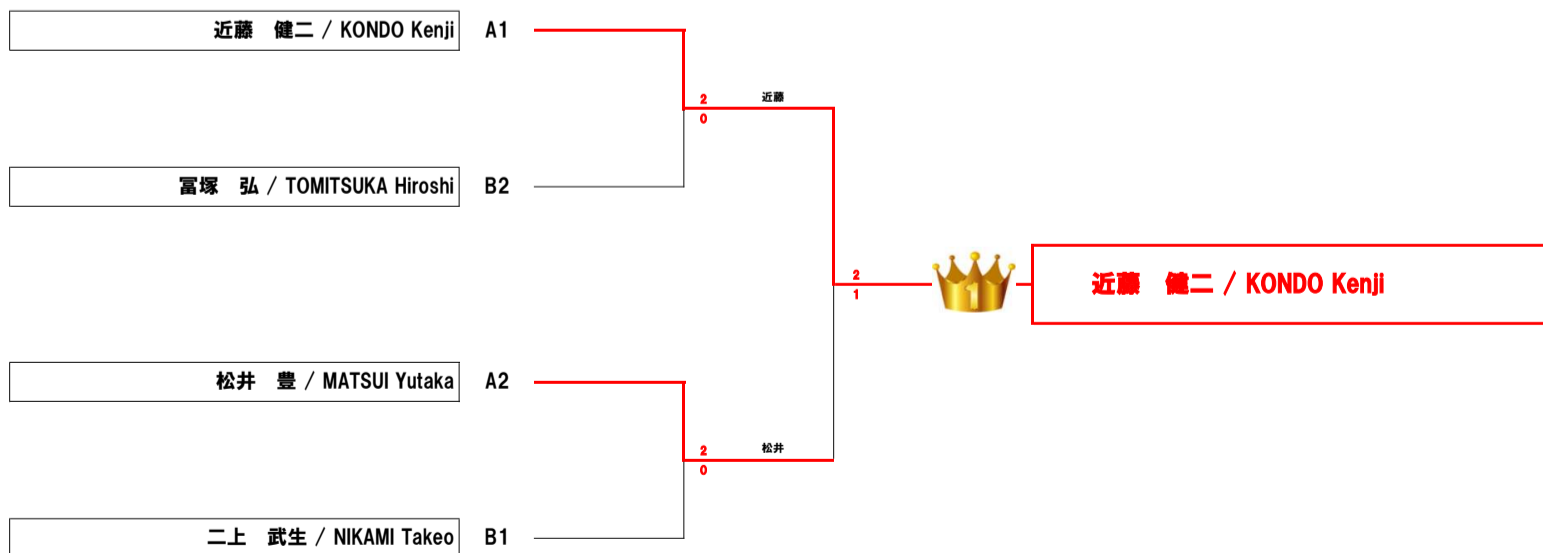 近藤　健二 / KONDO Kenji A1
2 近藤
0
冨塚　弘 / TOMITSUKA Hiroshi B2
2
1
1 近藤　健二 / KONDO Kenji
松井　豊 / MATSUI Yutaka A2
2 松井
0
二上　武生 / NIKAMI Takeo B1